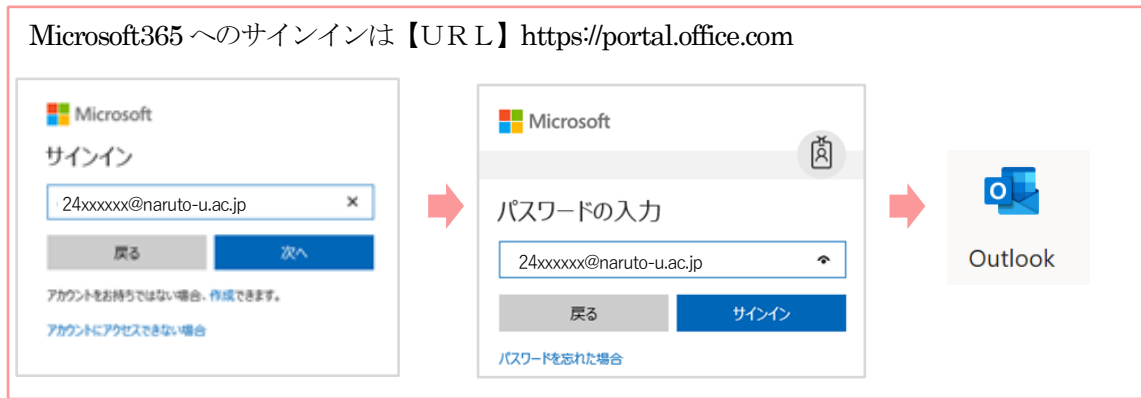 Microsoft365 へのサインインは【ＵＲＬ】https://portal.office.com
Microsoft
サインイン
24xxxxxx@naruto-u.ac.jp ×
戻る 次へ
アカウントをお持ちではない場合、作成できます。
アカウントにアクセスできない場合
Microsoft
パスワードの入力
24xxxxxx@naruto-u.ac.jp
戻る サインイン
パスワードを忘れた場合
Outlook